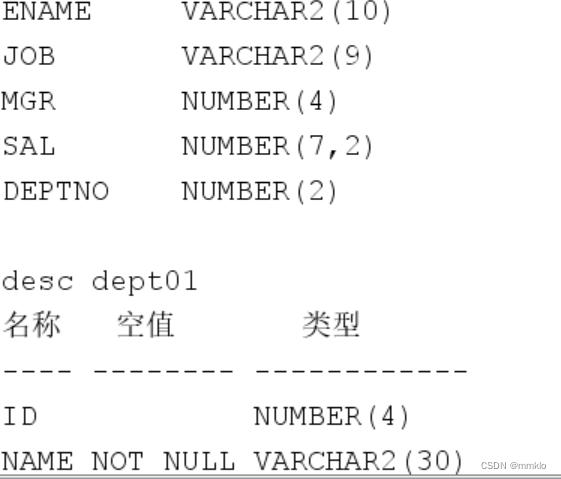 ENAME VARCHAR2(10)
JOB VARCHAR2(9)
MGR NUMBER(4)
SAL NUMBER(7,2)
DEPTNO NUMBER(2)
desc dept01
名称 空值 类型
---- -------- ------------
ID NUMBER(4)
NAME NOT NULL VARCHAR2(30)
CSDN @mmklo